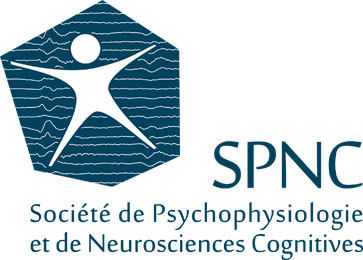 SPNC
Société de Psychophysiologie
et de Neurosciences Cognitives